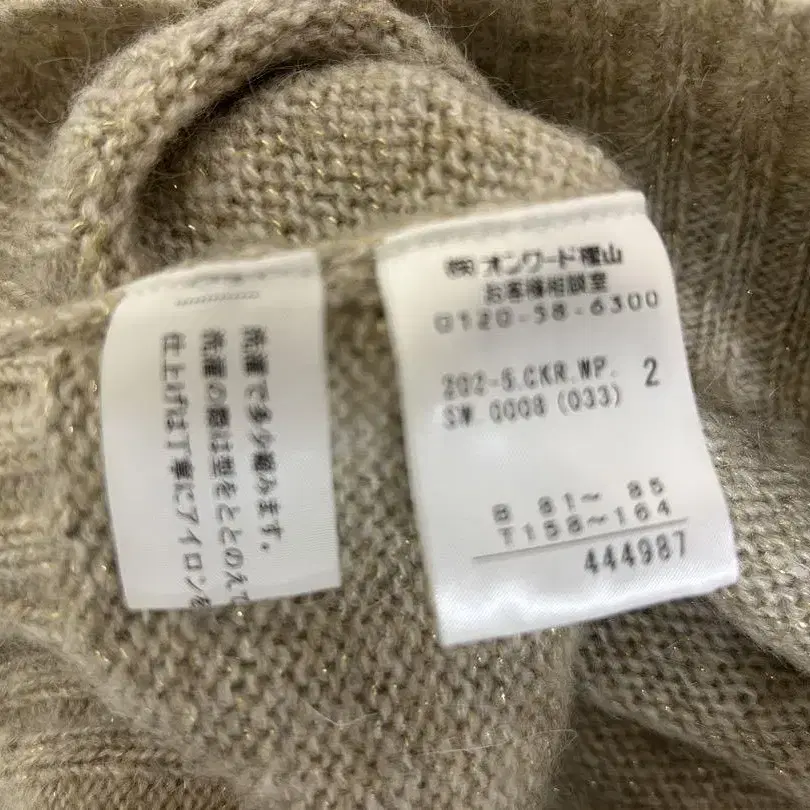 洗濯で多少縮みます。
洗濯の際は型をととのえて
仕上げは丁寧にアイロンを
㈱オンワード樫山
お客様相談室
0120-58-6300
202-5.CKR.WP. 2
SW.0008 (033)
B 81〜 85
T158〜164
444987